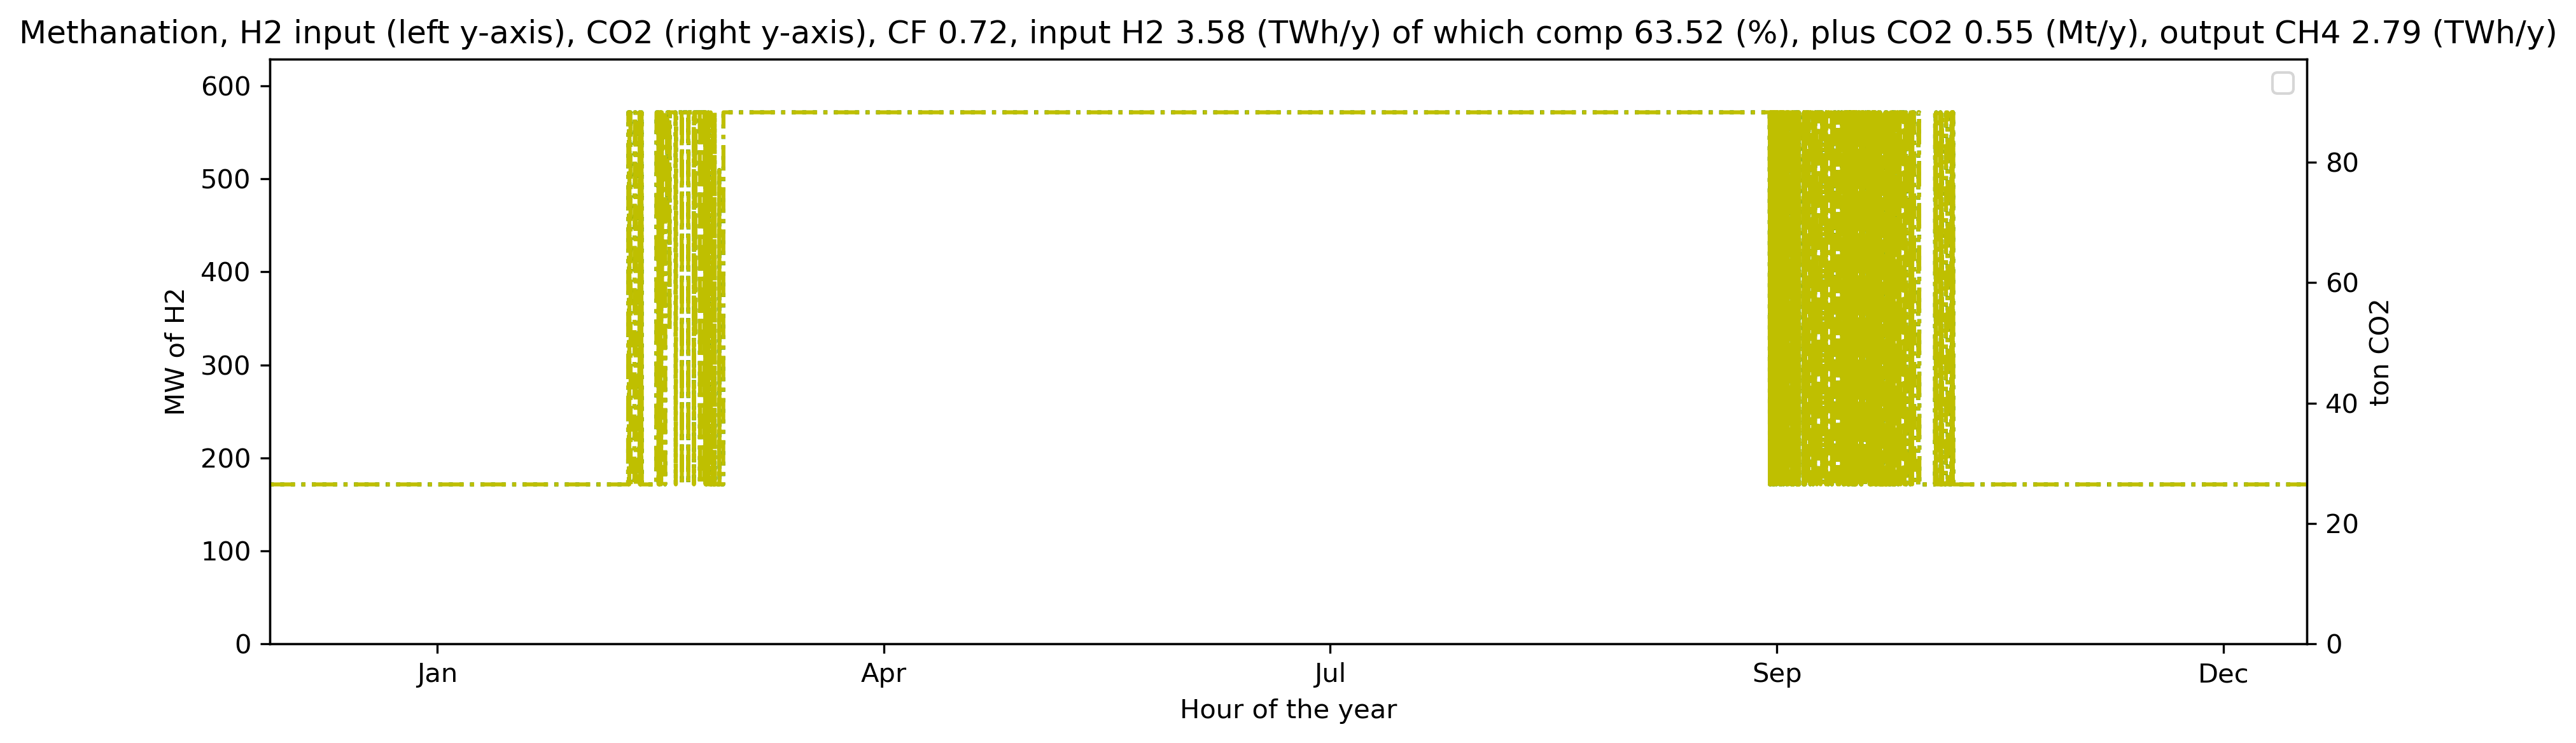 Methanation, H2 input (left y-axis), CO2 (right y-axis), CF 0.72, input H2 3.58 (TWh/y) of which comp 63.52 (%), plus CO2 0.55 (Mt/y), output CH4 2.79 (TWh/y)
600
500
400
300
200
100
0
MW of H2
80
60
40
20
0
ton CO2
Jan Apr Jul Sep Dec
Hour of the year